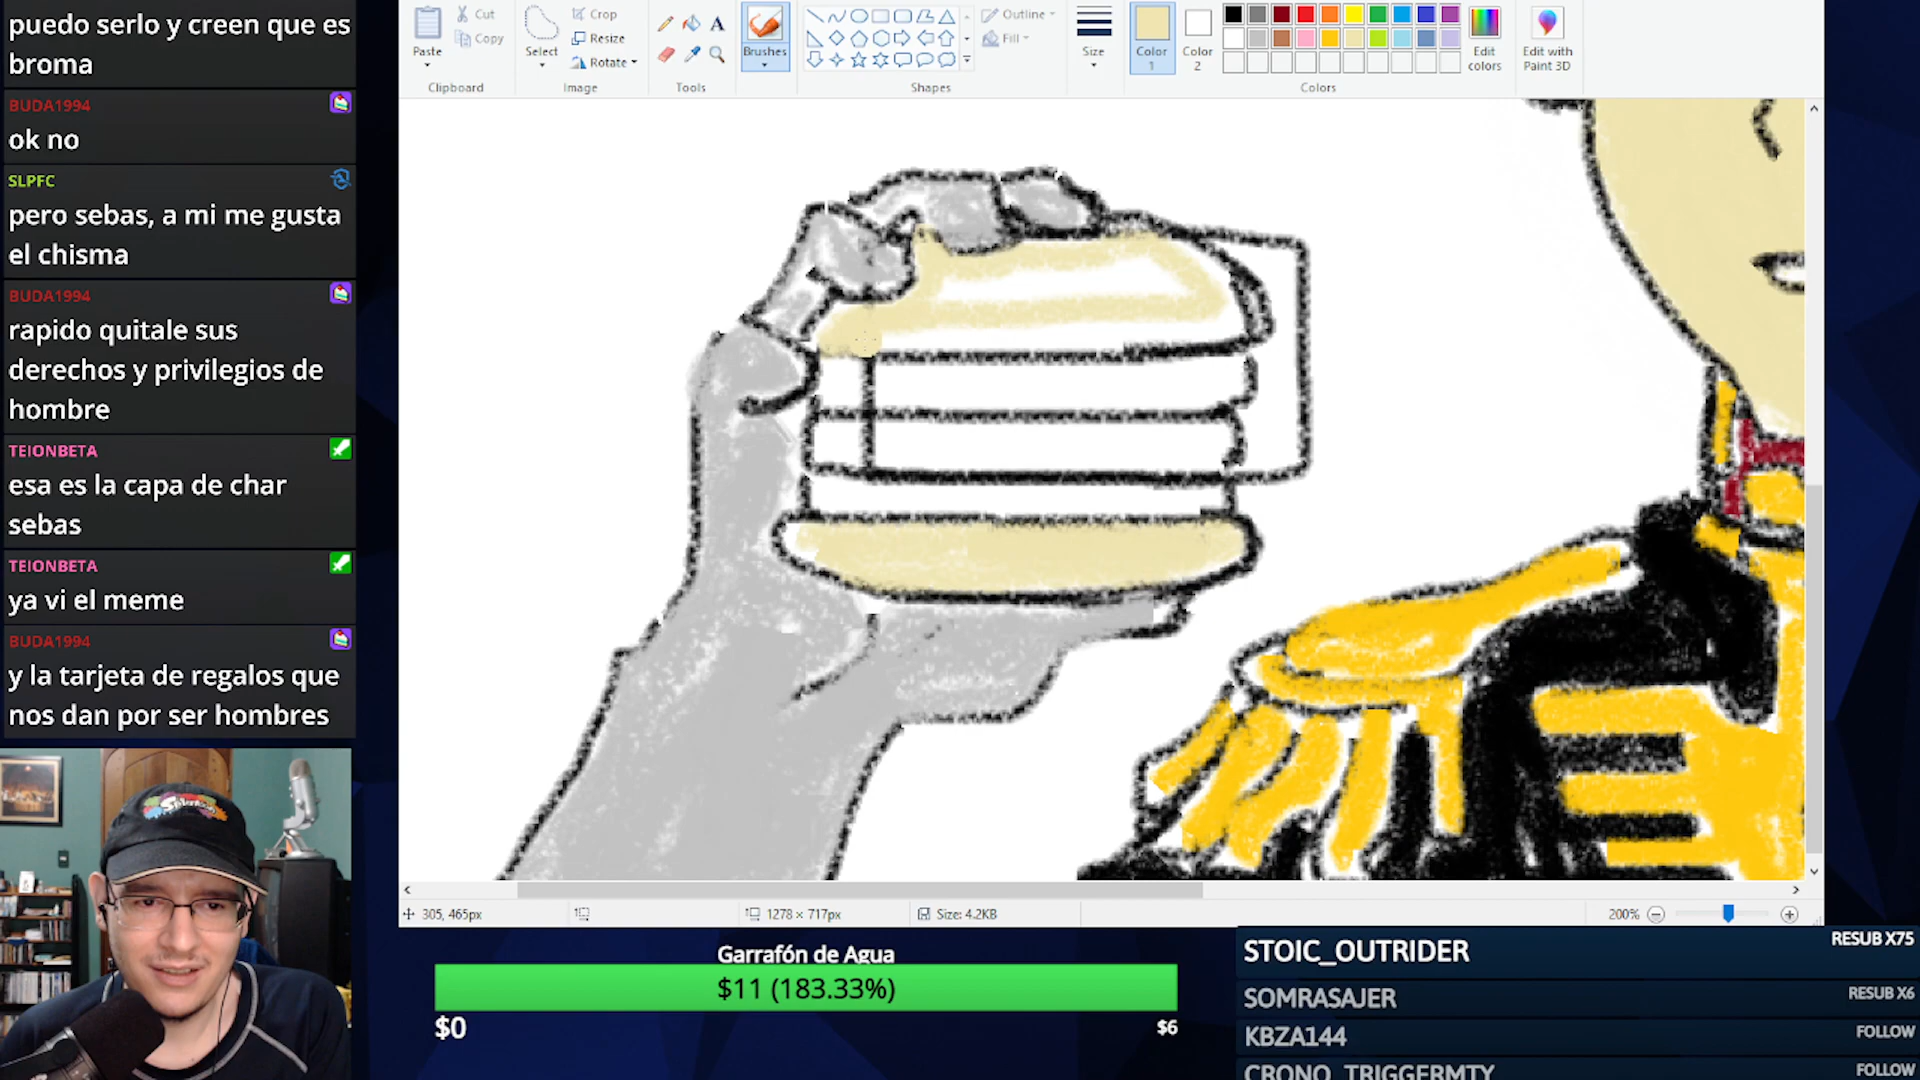 puedo serlo y creen que es
broma
BUDA1994
ok no
SLPFC
pero sebas, a mi me gusta
el chisma
BUDA1994
rapido quitale sus
derechos y privilegios de
hombre
TEIONBETA
esa es la capa de char
sebas
TEIONBETA
ya vi el meme
BUDA1994
y la tarjeta de regalos que
nos dan por ser hombres
Paste
Cut
Copy
Clipboard
Select
Crop
Resize
Rotate
Image
A
Tools
Brushes
Outline
Fill
Shapes
Size
Color
1
Color
2
Edit
colors
Colors
Edit with
Paint 3D
305, 465px
1278 × 717px
Size: 4.2KB
200%
Garrafón de Agua
$11 (183.33%)
$0
$6
STOIC_OUTRIDER
RESUB X75
SOMRASAJER
RESUB X6
KBZA144
FOLLOW
CRONO_TRIGGERMTY
FOLLOW